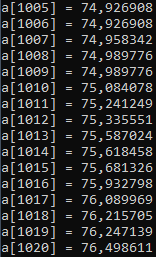 a[1005] = 74,926908
a[1006] = 74,926908
a[1007] = 74,958342
a[1008] = 74,989776
a[1009] = 74,989776
a[1010] = 75,084078
a[1011] = 75,241249
a[1012] = 75,335551
a[1013] = 75,587024
a[1014] = 75,618458
a[1015] = 75,681326
a[1016] = 75,932798
a[1017] = 76,089969
a[1018] = 76,215705
a[1019] = 76,247139
a[1020] = 76,498611